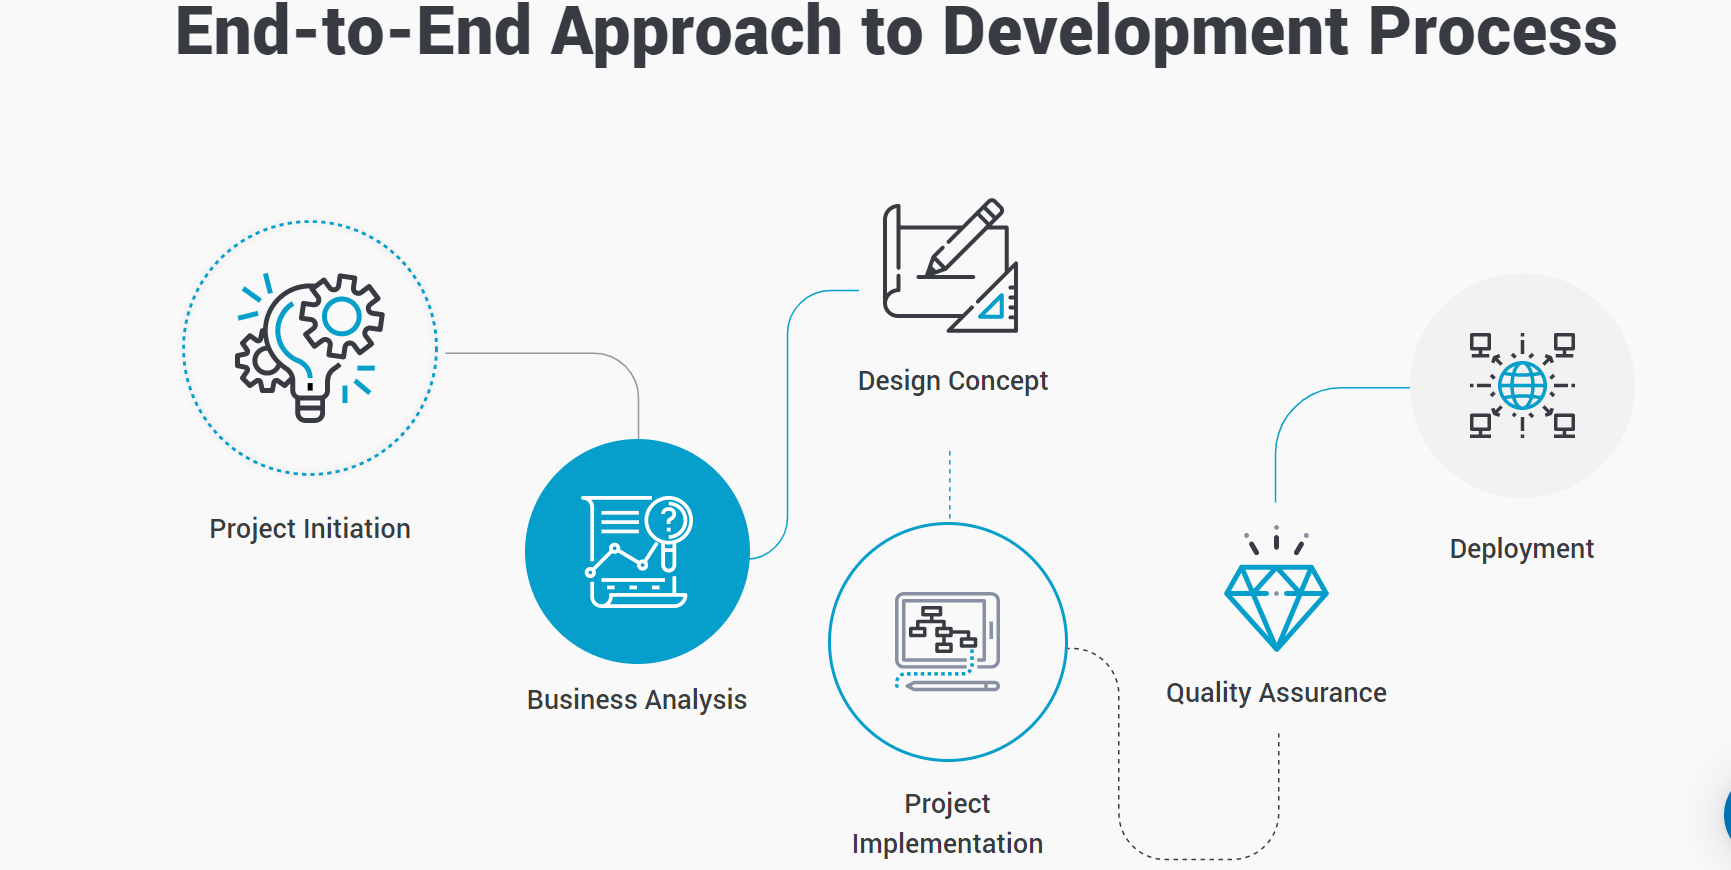 End-to-End Approach to Development Process
Project Initiation
Business Analysis
Design Concept
Project
Implementation
Quality Assurance
Deployment